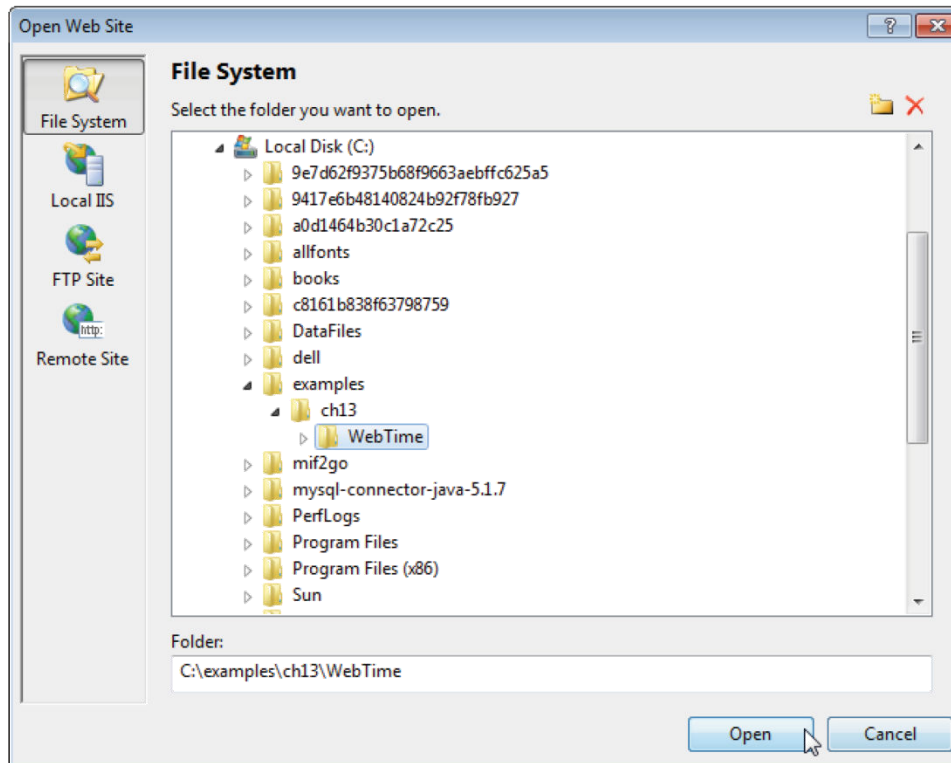 Open Web Site
File System
Local IIS
FTP Site
http:
Remote Site
File System
Select the folder you want to open.
Local Disk (C:)
9e7d62f9375b68f9663aebffc625a5
9417e6b48140824b92f78fb927
a0d1464b30c1a72c25
allfonts
books
c8161b838f63798759
DataFiles
dell
examples
ch13
WebTime
mif2go
mysql-connector-java-5.1.7
PerfLogs
Program Files
Program Files (x86)
Sun
Folder:
C:\examples\ch13\WebTime
Open
Cancel